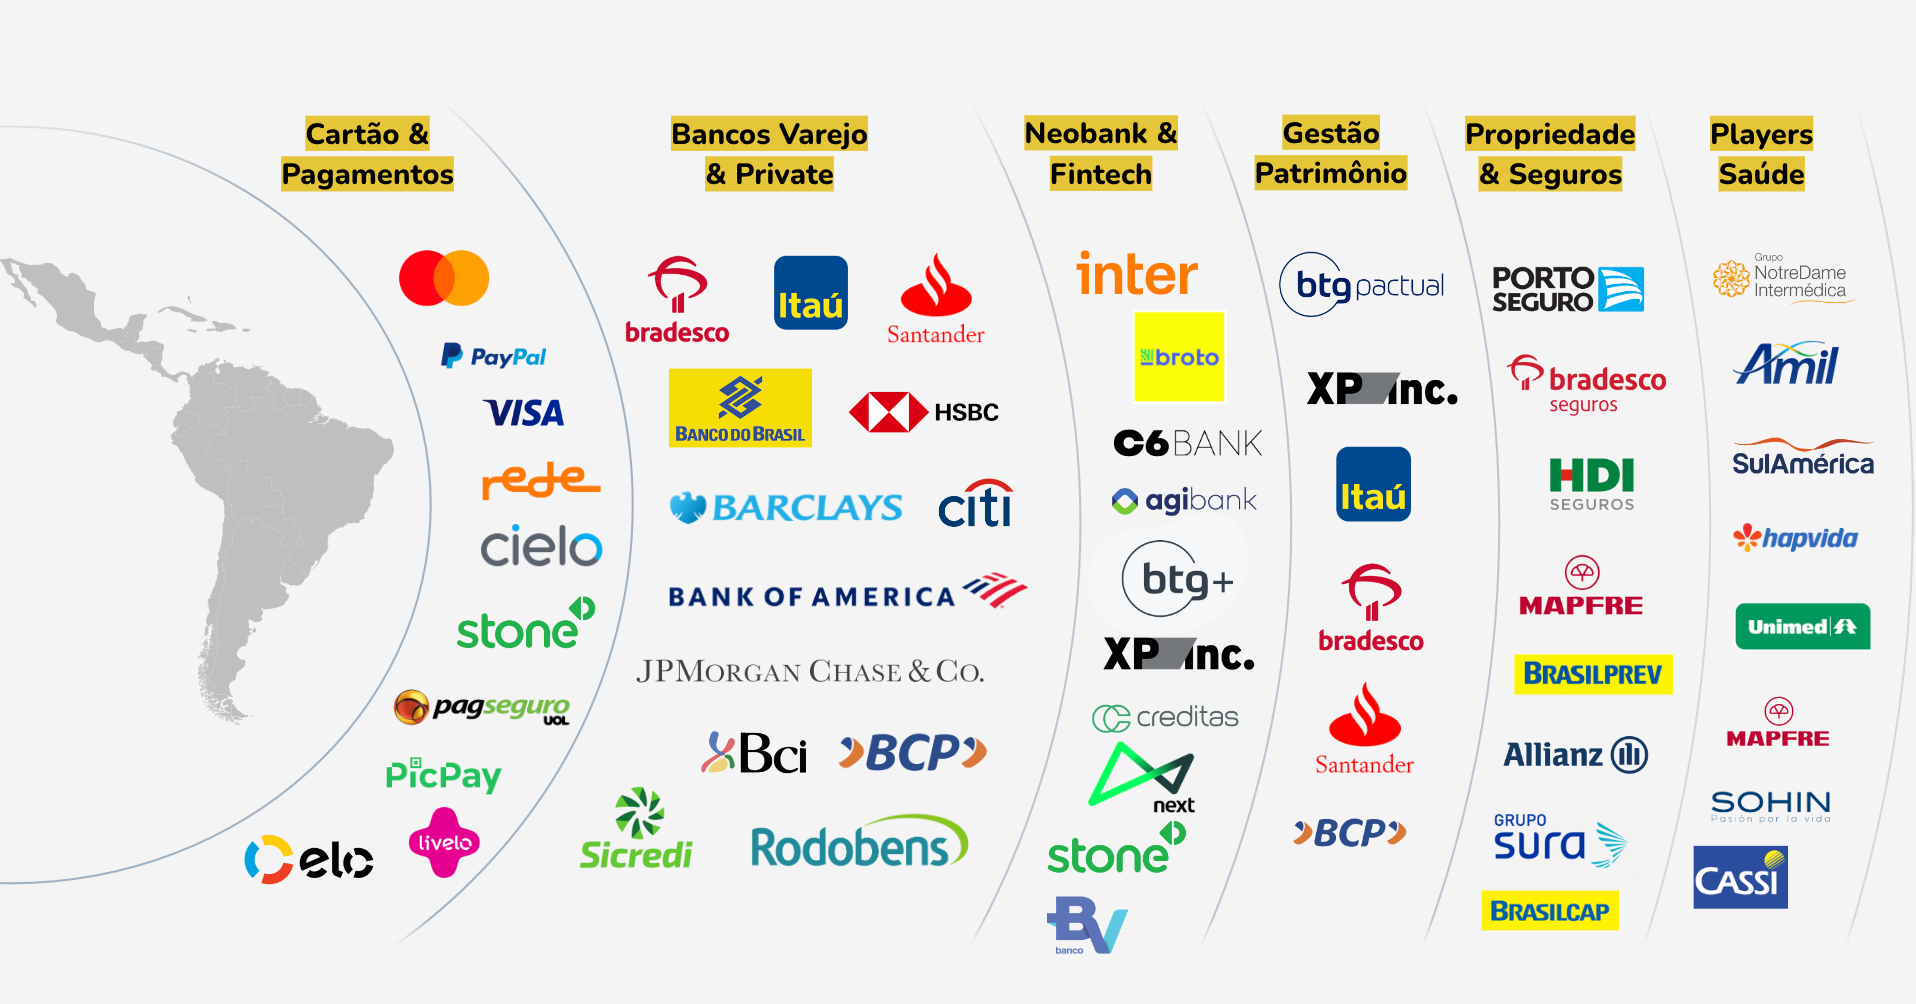 Cartão &
Pagamentos
PayPal
VISA
rede
cielo
stone
pagseguro
UOL
PicPay
elo
livelo
Bancos Varejo
& Private
bradesco
Itaú
Santander
BANCO DO BRASIL
HSBC
BARCLAYS
citi
BANK OF AMERICA
JPMORGAN CHASE & CO.
Bci
BCP
Sicredi
Rodobens
Neobank &
Fintech
inter
broto
C6 BANK
agibank
btg+
XP inc.
creditas
next
stone
BV
banco
Gestão
Patrimônio
btg pactual
XP inc.
Itaú
bradesco
Santander
BCP
Propriedade
& Seguros
PORTO
SEGURO
bradesco
seguros
HDI
SEGUROS
MAPFRE
BRASILPREV
Allianz
GRUPO
sura
BRASILCAP
Players
Saúde
Grupo
NotreDame
Intermédica
Amil
SulAmérica
hapvida
Unimed
MAPFRE
SOHIN
Pasión por la vida
CASSI